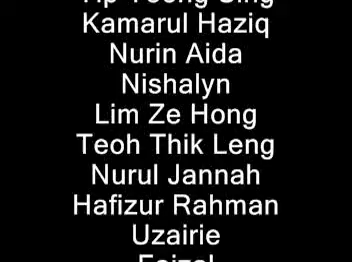 Kamarul Haziq
Nurin Aida
Nishalyn
Lim Ze Hong
Teoh Thik Leng
Nurul Jannah
Hafizur Rahman
Uzairie